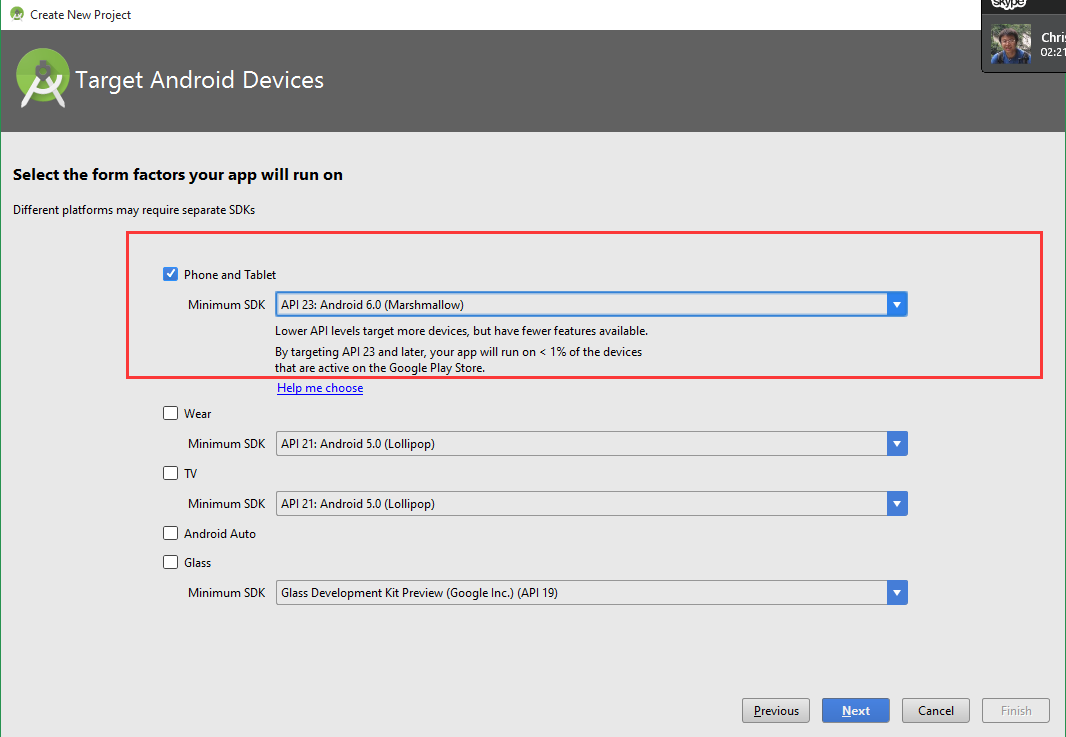 Create New Project
skype
Target Android Devices
02:21
Select the form factors your app will run on
Different platforms may require separate SDKs
Phone and Tablet
Minimum SDK API 23: Android 6.0 (Marshmallow)
Lower API levels target more devices, but have fewer features available.
By targeting API 23 and later, your app will run on < 1% of the devices
that are active on the Google Play Store.
Help me choose
Wear
Minimum SDK API 21: Android 5.0 (Lollipop)
TV
Minimum SDK API 21: Android 5.0 (Lollipop)
Android Auto
Glass
Minimum SDK Glass Development Kit Preview (Google Inc.) (API 19)
Previous Next Cancel Finish